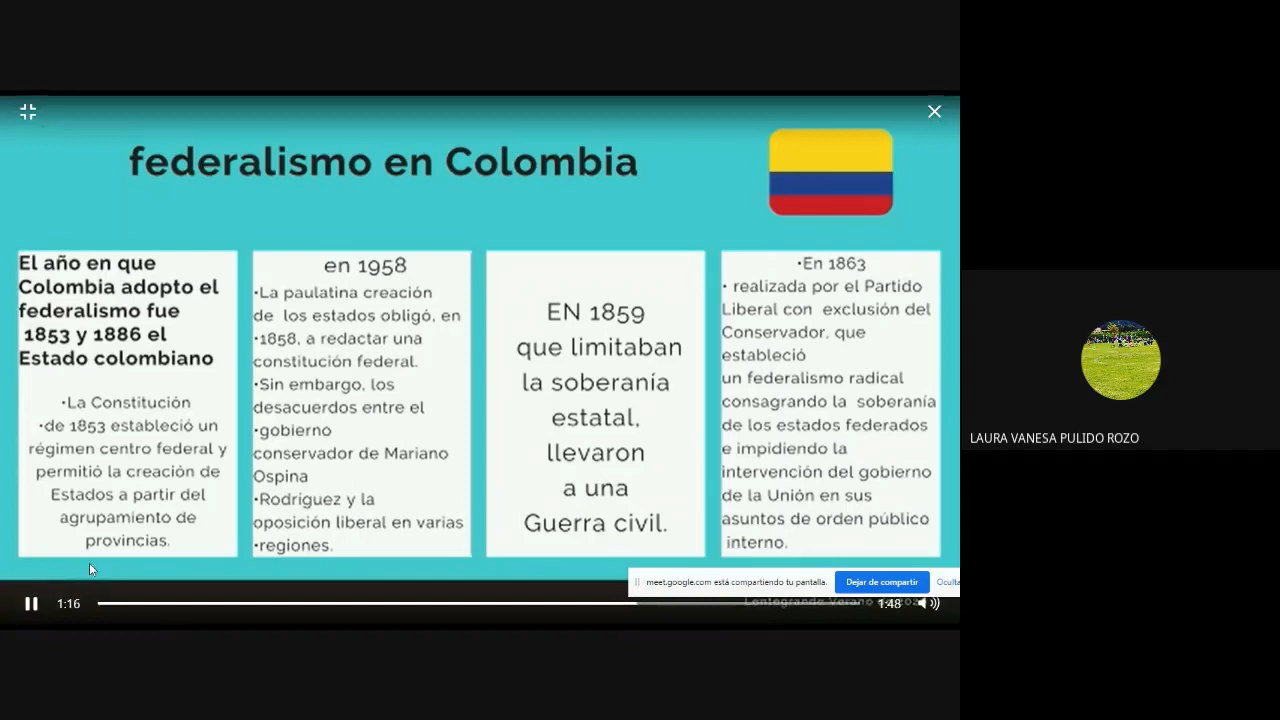 federalismo en Colombia
El año en que
Colombia adopto el
federalismo fue
1853 y 1886 el
Estado colombiano
•La Constitución
•de 1853 estableció un
régimen centro federal y
permitió la creación de
Estados a partir del
agrupamiento de
provincias.
en 1958
•La paulatina creación
de los estados obligó, en
•1858, a redactar una
constitución federal.
•Sin embargo, los
desacuerdos entre el
•gobierno
conservador de Mariano
Ospina
•Rodríguez y la
oposición liberal en varias
•regiones.
EN 1859
que limitaban
la soberanía
estatal,
llevaron
a una
Guerra civil.
•En 1863
• realizada por el Partido
Liberal con exclusión del
Conservador, que
estableció
un federalismo radical
consagrando la soberanía
de los estados federados
e impidiendo la
intervención del gobierno
de la Unión en sus
asuntos de orden público
interno.
meet.google.com está compartiendo tu pantalla.
Dejar de compartir
Oculta
1:16
1:48
LAURA VANESA PULIDO ROZO